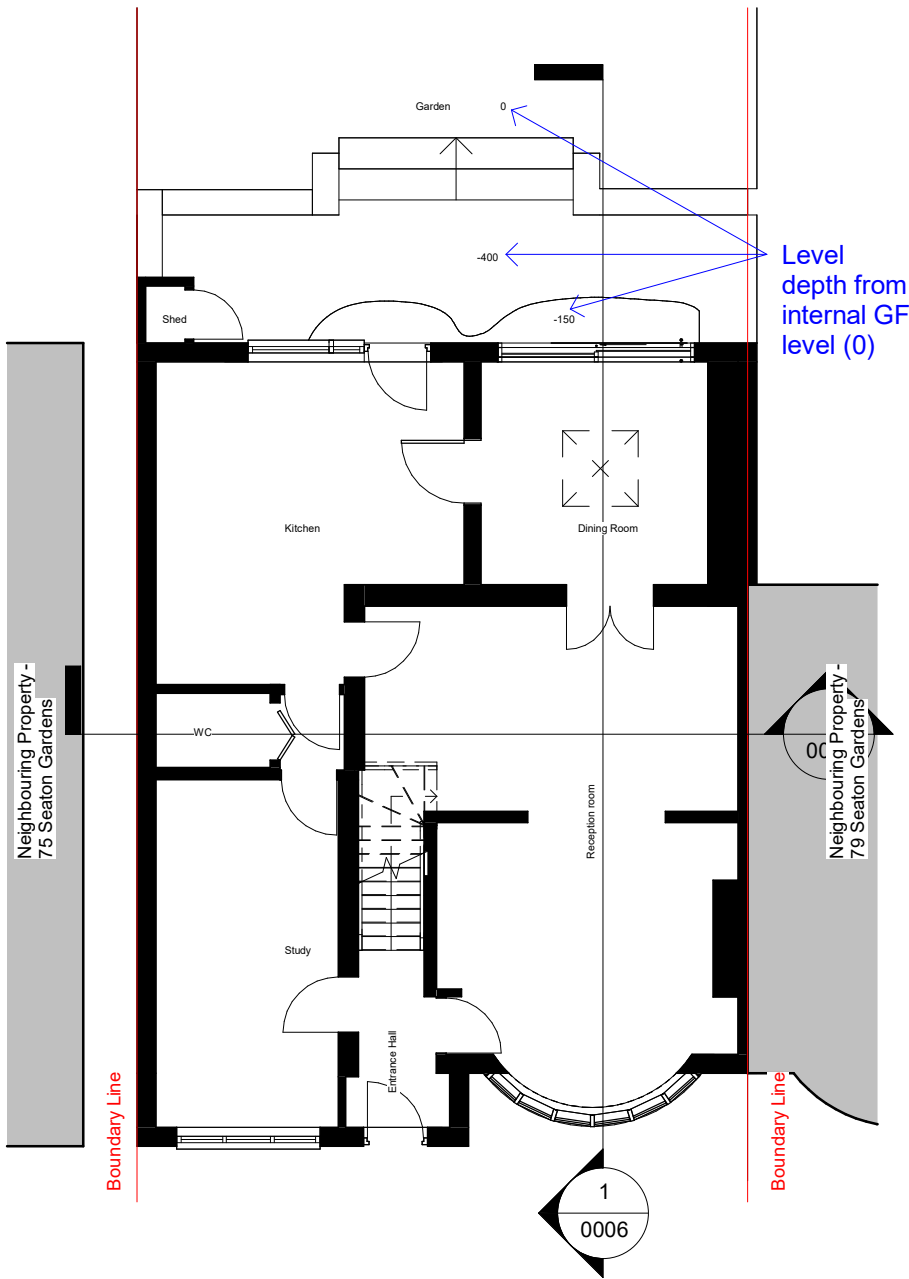 Garden
0
-400
Level
depth from
internal GF
level (0)
Shed
-150
Kitchen
Dining Room
Neighbouring Property -
75 Seaton Gardens
WC
00
Neighbouring Property -
79 Seaton Gardens
Reception room
Study
Entrance Hall
Boundary Line
Boundary Line
1
0006